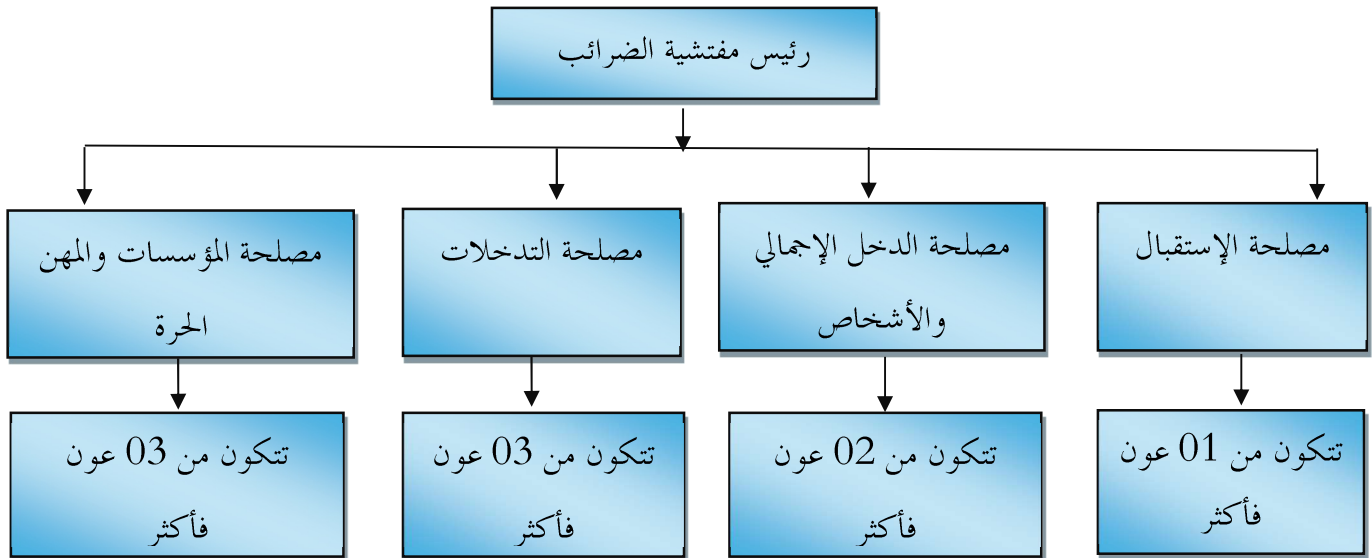 رئيس مفتشية الضرائب
مصلحة الإستقبال
مصلحة الدخل الإجمالي
والأشخاص
مصلحة التدخلات
مصلحة المؤسسات والمهن
الحرة
تتكون من 01 عون
فأكثر
تتكون من 02 عون
فأكثر
تتكون من 03 عون
فأكثر
تتكون من 03 عون
فأكثر